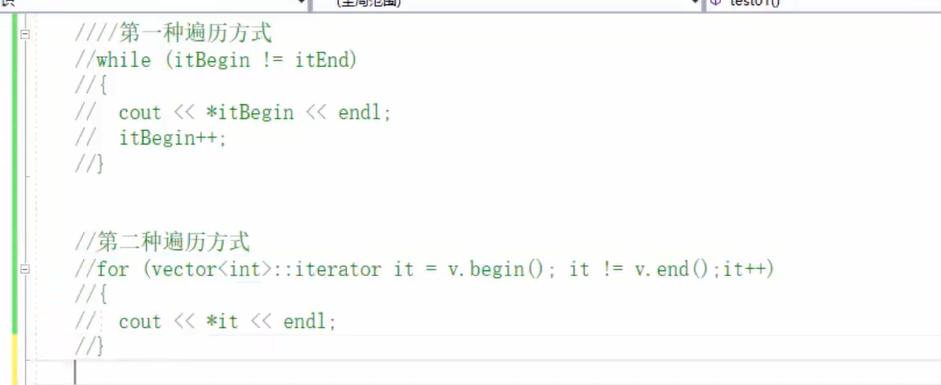 (全局范围)
test01()
////第一种遍历方式
//while (itBegin != itEnd)
//{
//  cout << *itBegin << endl;
//  itBegin++;
//}
//第二种遍历方式
//for (vector<int>::iterator it = v.begin(); it != v.end();it++)
//{
//  cout << *it << endl;
//}